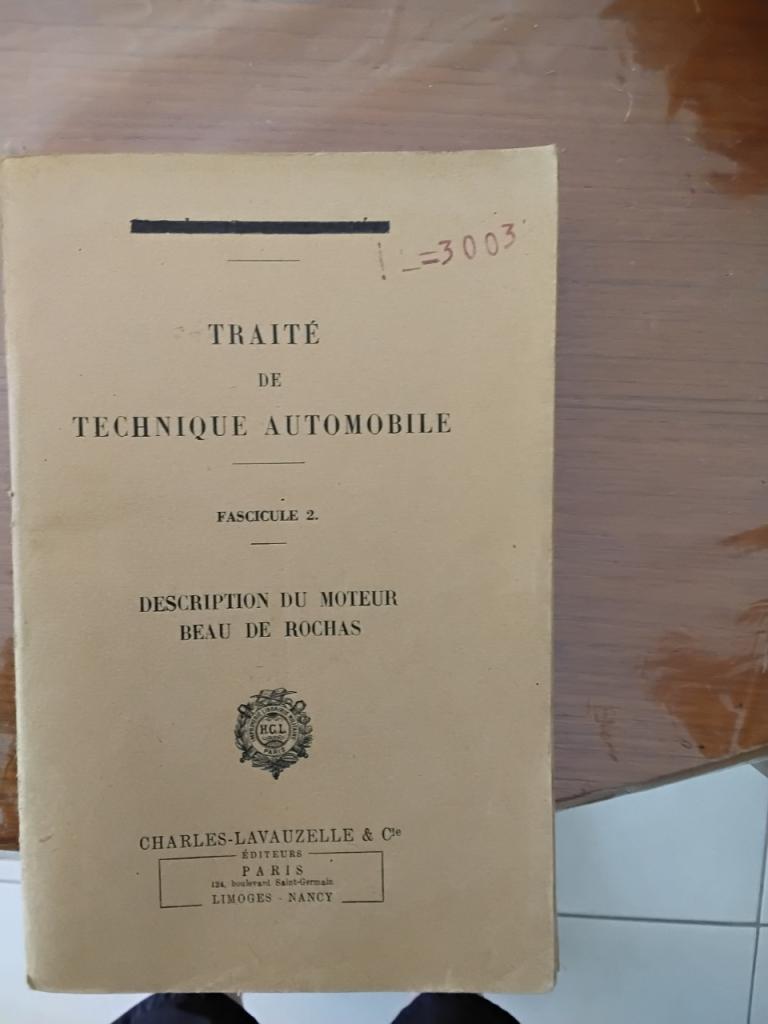 =3003
TRAITÉ
DE
TECHNIQUE AUTOMOBILE
FASCICULE 2.
DESCRIPTION DU MOTEUR
BEAU DE ROCHAS
H.C.L.
PARIS
CHARLES-LAVAUZELLE & Cie
ÉDITEURS
PARIS
124, boulevard Saint-Germain
LIMOGES - NANCY